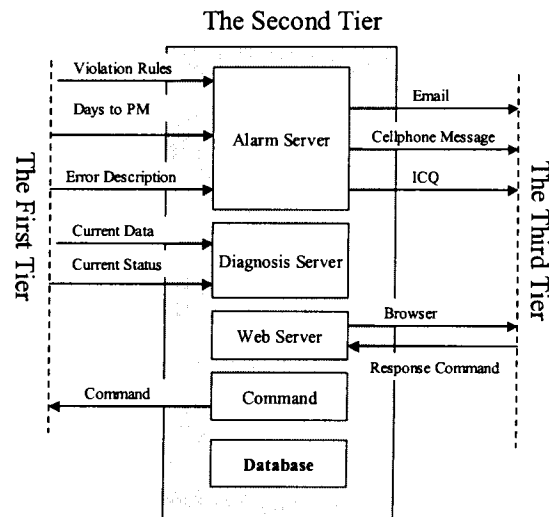 The Second Tier
Violation Rules
Days to PM
Error Description
Current Data
Current Status
Command
The First Tier
Alarm Server
Diagnosis Server
Web Server
Command
Database
Email
Cellphone Message
ICQ
Browser
Response Command
The Third Tier